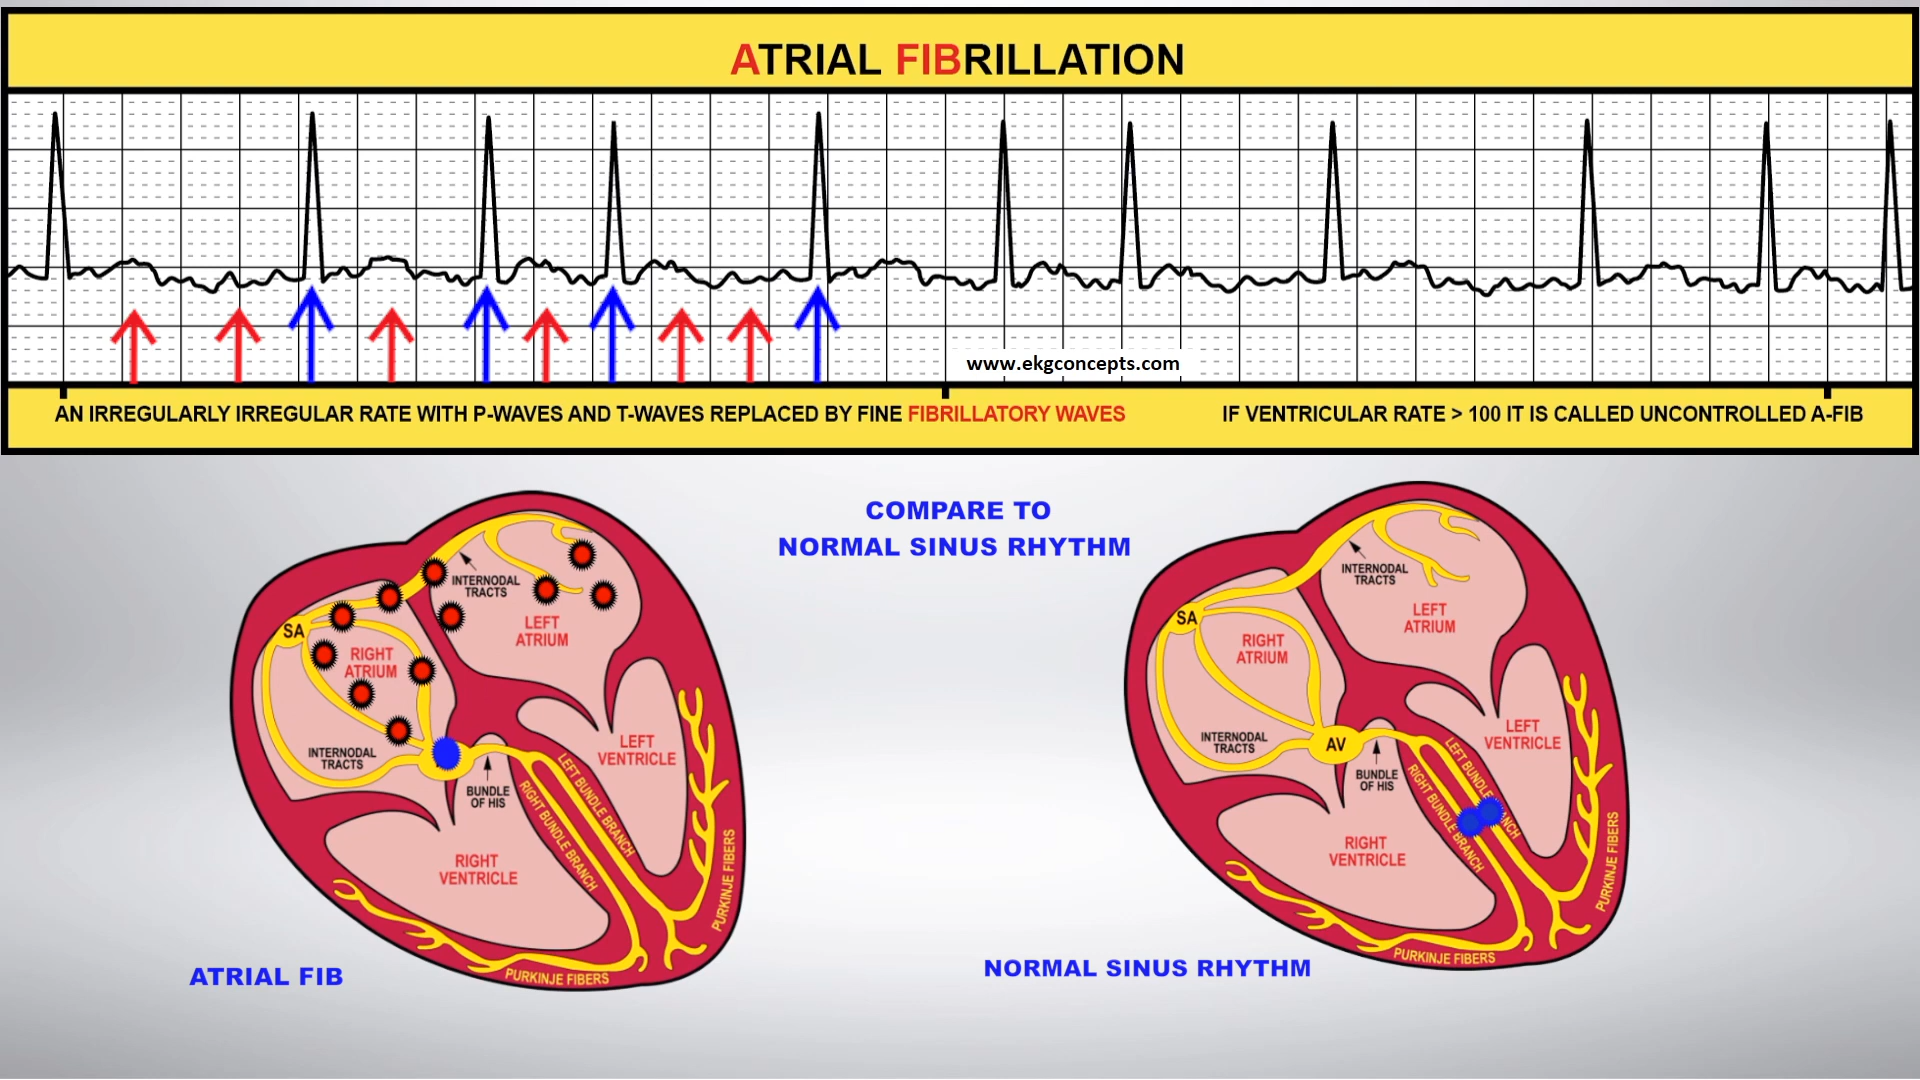 ATRIAL FIBRILLATION
www.ekgconcepts.com
AN IRREGULARLY IRREGULAR RATE WITH P-WAVES AND T-WAVES REPLACED BY FINE FIBRILLATORY WAVES
IF VENTRICULAR RATE > 100 IT IS CALLED UNCONTROLLED A-FIB
COMPARE TO
NORMAL SINUS RHYTHM
INTERNODAL
TRACTS
LEFT
ATRIUM
SA
RIGHT
ATRIUM
INTERNODAL
TRACTS
BUNDLE
OF HIS
LEFT BUNDLE BRANCH
RIGHT BUNDLE BRANCH
LEFT
VENTRICLE
RIGHT
VENTRICLE
PURKINJE FIBERS
PURKINJE FIBERS
ATRIAL FIB
INTERNODAL
TRACTS
LEFT
ATRIUM
SA
RIGHT
ATRIUM
INTERNODAL
TRACTS
AV
BUNDLE
OF HIS
LEFT BUNDLE NCH
RIGHT BUNDLE BRANCH
LEFT
VENTRICLE
RIGHT
VENTRICLE
PURKINJE FIBERS
PURKINJE FIBERS
NORMAL SINUS RHYTHM